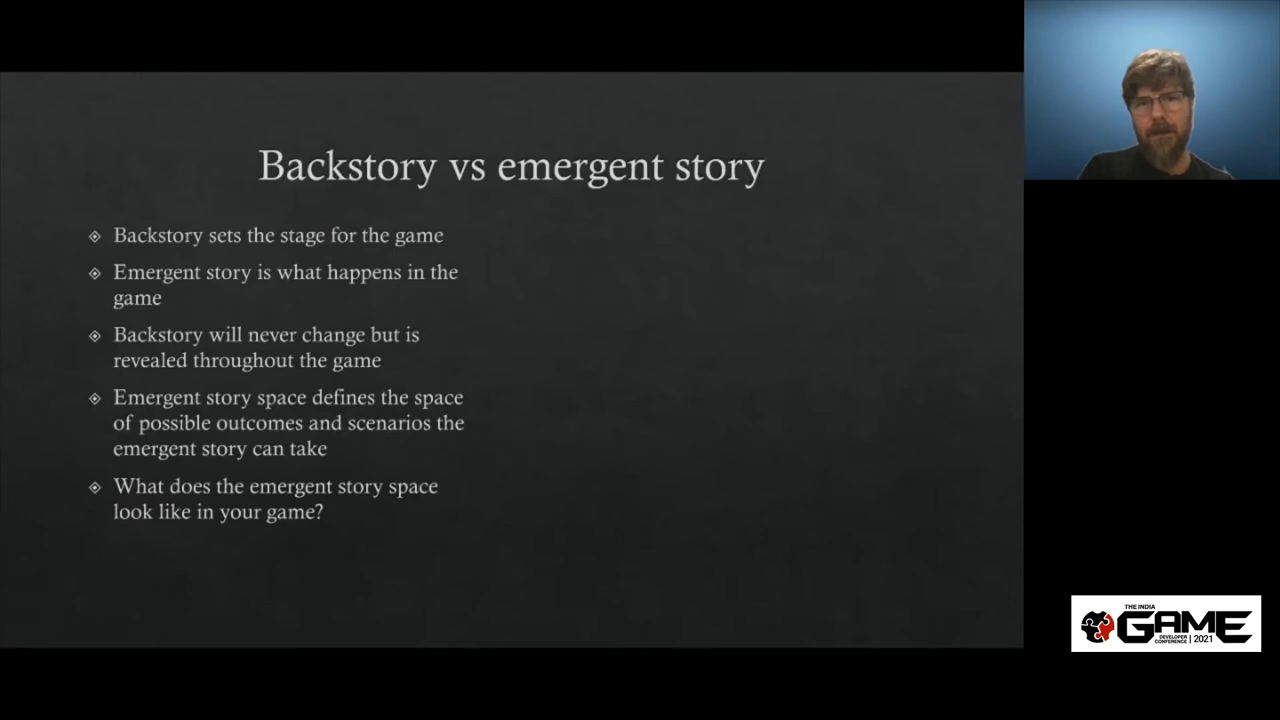 Backstory vs emergent story
Backstory sets the stage for the game
Emergent story is what happens in the
game
Backstory will never change but is
revealed throughout the game
Emergent story space defines the space
of possible outcomes and scenarios the
emergent story can take
What does the emergent story space
look like in your game?
THE INDIA
GAME
DEVELOPER
CONFERENCE | 2021